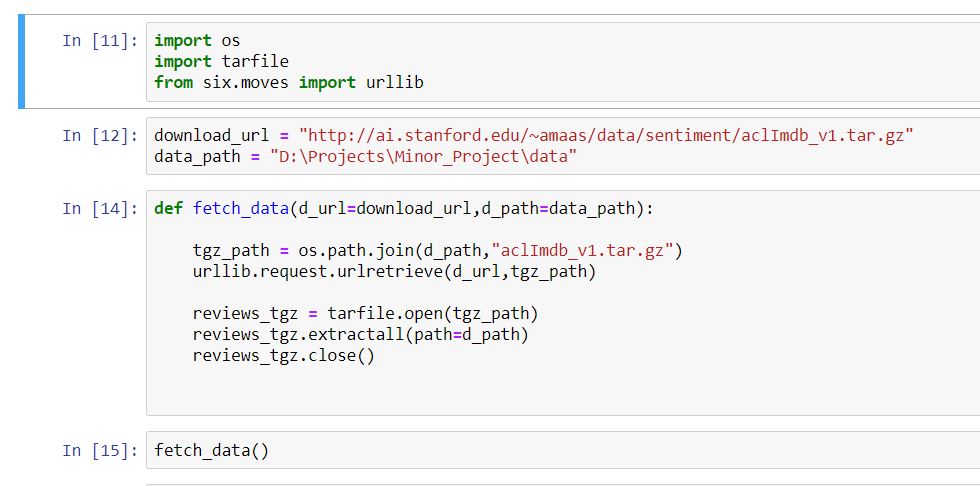 In [11]:
import os
import tarfile
from six.moves import urllib
In [12]:
download_url = "http://ai.stanford.edu/~amaas/data/sentiment/aclImdb_v1.tar.gz"
data_path = "D:\Projects\Minor_Project\data"
In [14]:
def fetch_data(d_url=download_url,d_path=data_path):
tgz_path = os.path.join(d_path,"aclImdb_v1.tar.gz")
urllib.request.urlretrieve(d_url,tgz_path)
reviews_tgz = tarfile.open(tgz_path)
reviews_tgz.extractall(path=d_path)
reviews_tgz.close()
In [15]:
fetch_data()